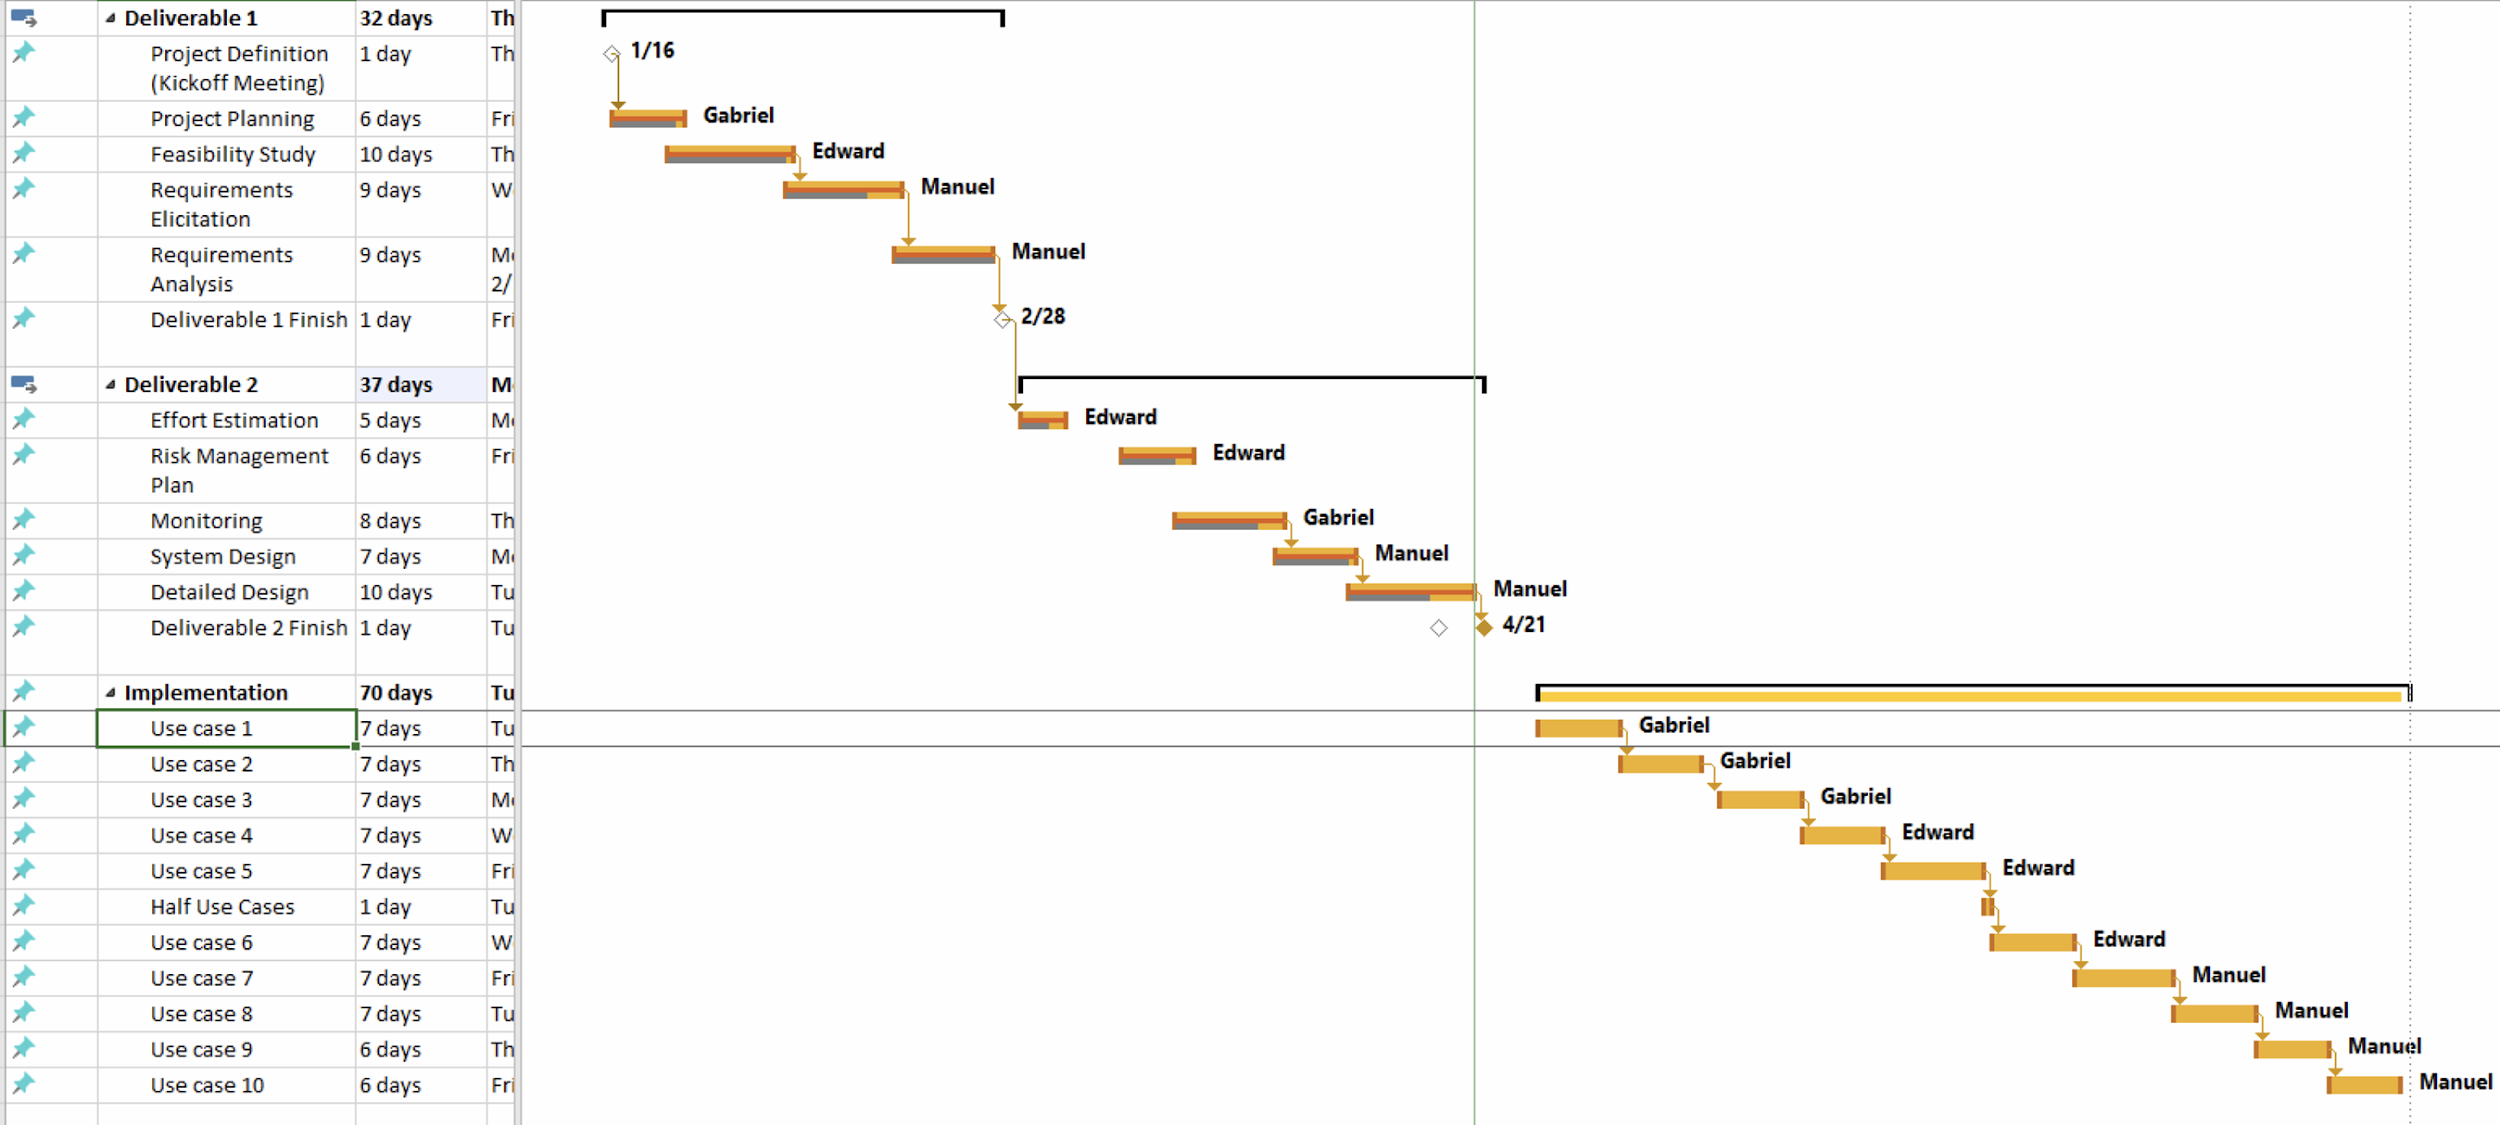 Deliverable 1 32 days Th
Project Definition 1 day Th 1/16
(Kickoff Meeting)
Project Planning 6 days Fri Gabriel
Feasibility Study 10 days Th Edward
Requirements 9 days W Manuel
Elicitation
Requirements 9 days Mo Manuel
Analysis 2/
Deliverable 1 Finish 1 day Fri 2/28
Deliverable 2 37 days M
Effort Estimation 5 days Mo Edward
Risk Management 6 days Fri Edward
Plan
Monitoring 8 days Th Gabriel
System Design 7 days Mo Manuel
Detailed Design 10 days Tu Manuel
Deliverable 2 Finish 1 day Tu 4/21
Implementation 70 days Tu
Use case 1 7 days Tu Gabriel
Use case 2 7 days Th Gabriel
Use case 3 7 days Mo Gabriel
Use case 4 7 days W Edward
Use case 5 7 days Fri Edward
Half Use Cases 1 day Tu
Use case 6 7 days W Edward
Use case 7 7 days Fri Manuel
Use case 8 7 days Tu Manuel
Use case 9 6 days Th Manuel
Use case 10 6 days Fri Manuel